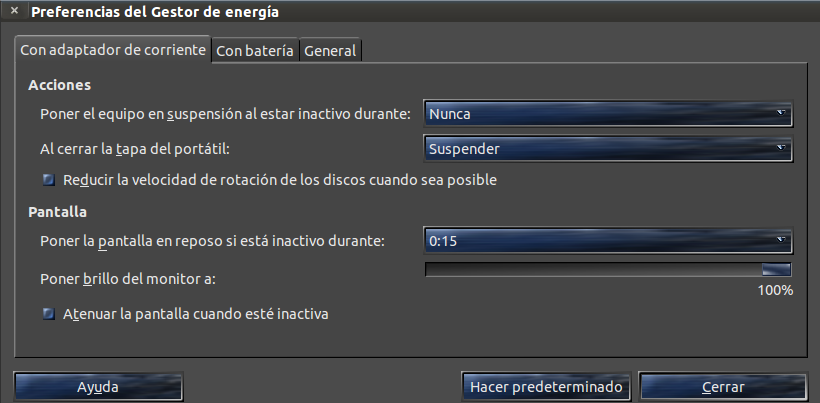 Preferencias del Gestor de energía
Con adaptador de corriente Con batería General
Acciones
Poner el equipo en suspensión al estar inactivo durante: Nunca
Al cerrar la tapa del portátil: Suspender
Reducir la velocidad de rotación de los discos cuando sea posible
Pantalla
Poner la pantalla en reposo si está inactivo durante: 0:15
Poner brillo del monitor a:
100%
Atenuar la pantalla cuando esté inactiva
Ayuda Hacer predeterminado Cerrar